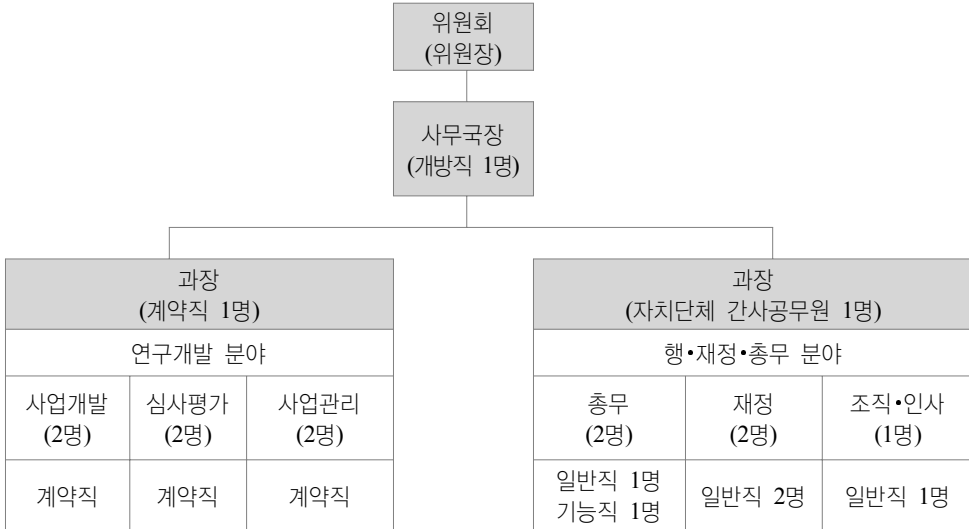 위원회
(위원장)
사무국장
(개방직 1명)
과장
(계약직 1명)
연구개발 분야
사업개발
(2명)
심사평가
(2명)
사업관리
(2명)
계약직
계약직
계약직
과장
(자치단체 간사공무원 1명)
행•재정•총무 분야
총무
(2명)
재정
(2명)
조직•인사
(1명)
일반직 1명
기능직 1명
일반직 2명
일반직 1명